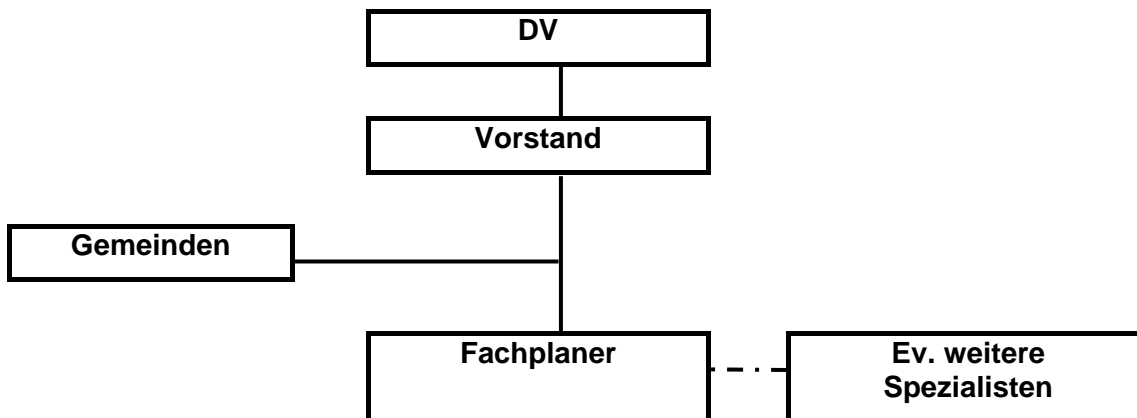 DV
Vorstand
Gemeinden
Fachplaner
Ev. weitere
Spezialisten